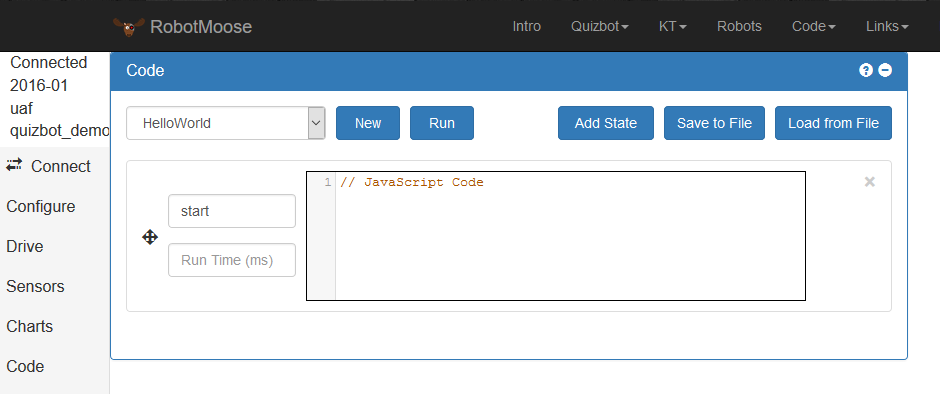 RobotMoose Intro Quizbot KT Robots Code Links
Connected
2016-01
uaf
quizbot_demo
Connect
Configure
Drive
Sensors
Charts
Code
Code
HelloWorld New Run Add State Save to File Load from File
start
Run Time (ms)
1 // JavaScript Code